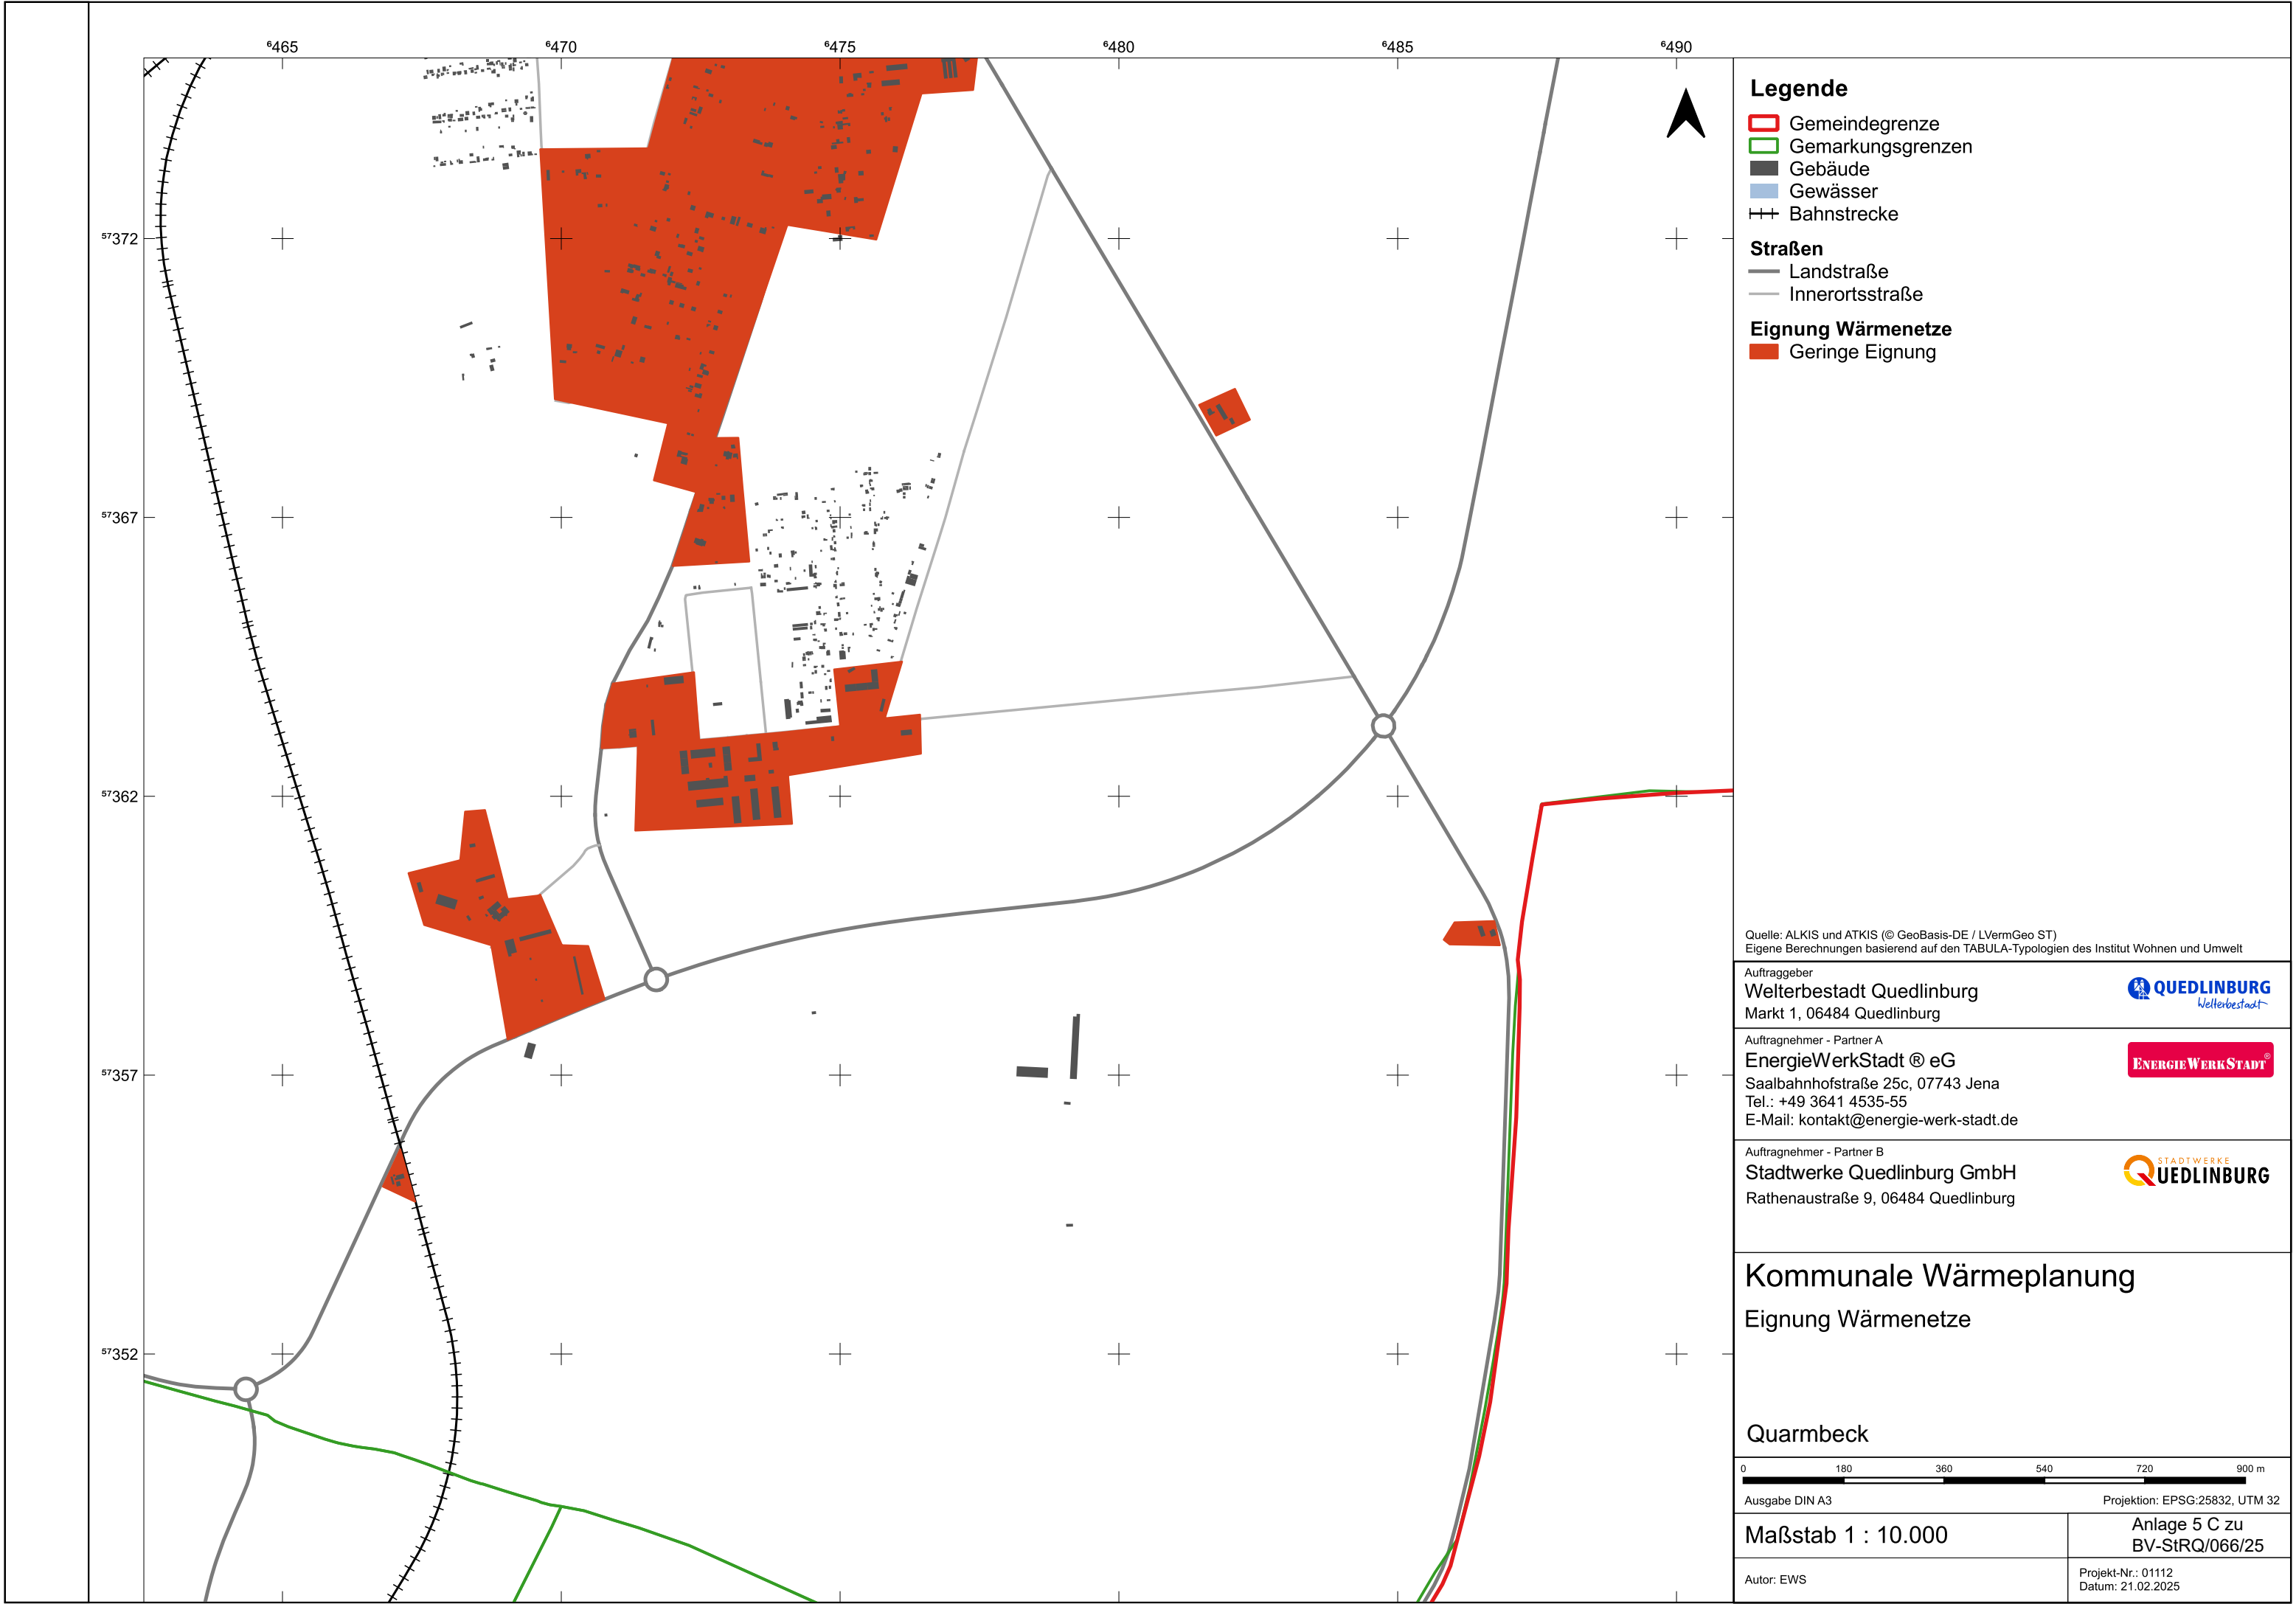 ⁶465 ⁶470 ⁶475 ⁶480 ⁶485 ⁶490
⁵⁷372
⁵⁷367
⁵⁷362
⁵⁷357
⁵⁷352
Legende
Gemeindegrenze
Gemarkungsgrenzen
Gebäude
Gewässer
Bahnstrecke
Straßen
Landstraße
Innerortsstraße
Eignung Wärmenetze
Geringe Eignung
Quelle: ALKIS und ATKIS (© GeoBasis-DE / LVermGeo ST)
Eigene Berechnungen basierend auf den TABULA-Typologien des Institut Wohnen und Umwelt
Auftraggeber
Welterbestadt Quedlinburg
Markt 1, 06484 Quedlinburg
QUEDLINBURG
Welterbestadt
Auftragnehmer - Partner A
EnergieWerkStadt ® eG
Saalbahnhofstraße 25c, 07743 Jena
Tel.: +49 3641 4535-55
E-Mail: kontakt@energie-werk-stadt.de
ENERGIEWERKSTADT®
Auftragnehmer - Partner B
Stadtwerke Quedlinburg GmbH
Rathenaustraße 9, 06484 Quedlinburg
STADTWERKE
QUEDLINBURG
Kommunale Wärmeplanung
Eignung Wärmenetze
Quarmbeck
0 180 360 540 720 900 m
Ausgabe DIN A3 Projektion: EPSG:25832, UTM 32
Maßstab 1 : 10.000
Anlage 5 C zu
BV-StRQ/066/25
Autor: EWS
Projekt-Nr.: 01112
Datum: 21.02.2025